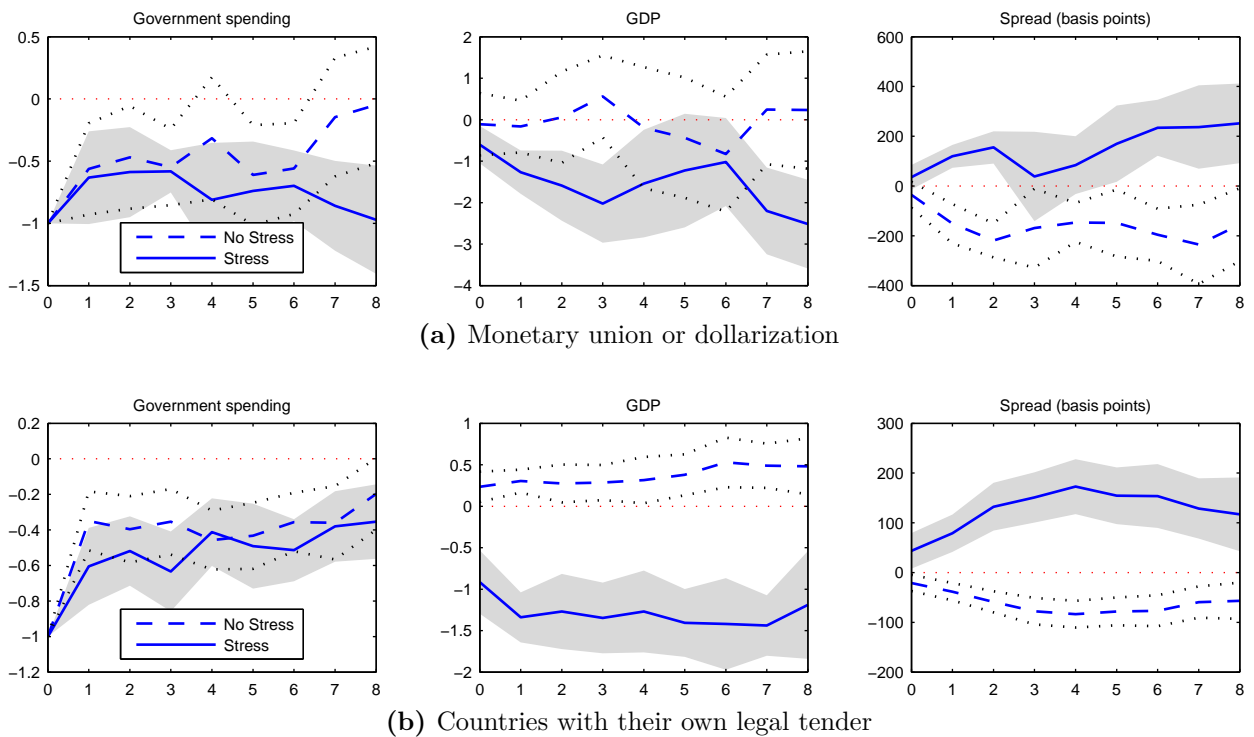 Government spending
GDP
Spread (basis points)
0.5
0
−0.5
−1
−1.5
0 1 2 3 4 5 6 7 8
No Stress
Stress
2
1
0
−1
−2
−3
−4
0 1 2 3 4 5 6 7 8
600
400
200
0
−200
−400
0 1 2 3 4 5 6 7 8
(a) Monetary union or dollarization
Government spending
GDP
Spread (basis points)
0.2
0
−0.2
−0.4
−0.6
−0.8
−1
−1.2
0 1 2 3 4 5 6 7 8
No Stress
Stress
1
0.5
0
−0.5
−1
−1.5
−2
0 1 2 3 4 5 6 7 8
300
200
100
0
−100
−200
0 1 2 3 4 5 6 7 8
(b) Countries with their own legal tender